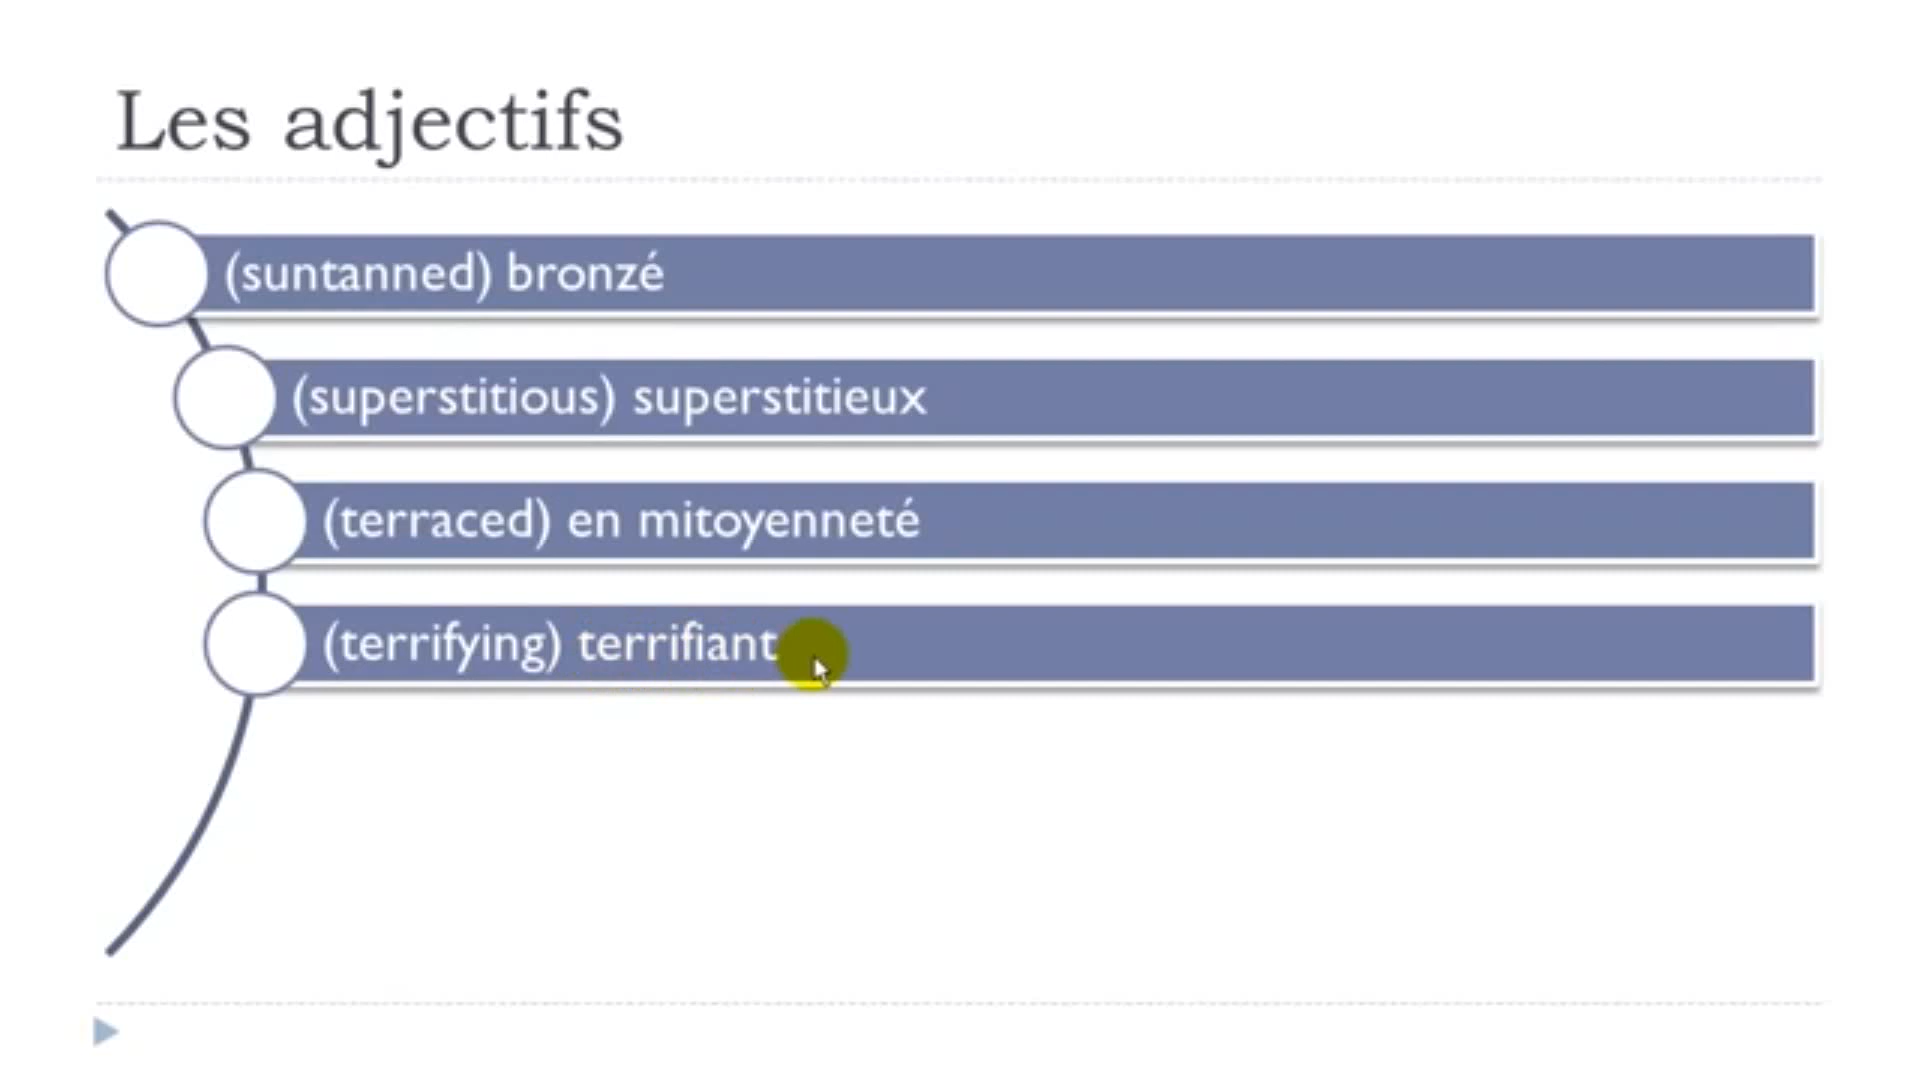 Les adjectifs
(suntanned) bronzé
(superstitious) superstitieux
(terraced) en mitoyenneté
(terrifying) terrifiant